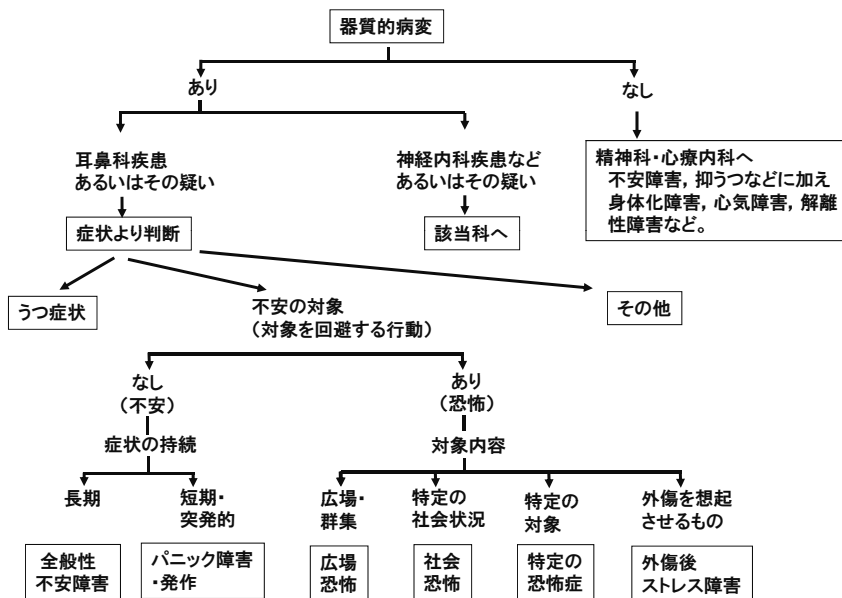 器質的病変
あり
なし
耳鼻科疾患
あるいはその疑い
神経内科疾患など
あるいはその疑い
精神科・心療内科へ
不安障害，抑うつなどに加え
身体化障害，心気障害，解離
性障害など。
症状より判断
該当科へ
うつ症状
不安の対象
（対象を回避する行動）
その他
なし
（不安）
あり
（恐怖）
症状の持続
対象内容
長期
短期・
突発的
広場・
群集
特定の
社会状況
特定の
対象
外傷を想起
させるもの
全般性
不安障害
パニック障害
・発作
広場
恐怖
社会
恐怖
特定の
恐怖症
外傷後
ストレス障害